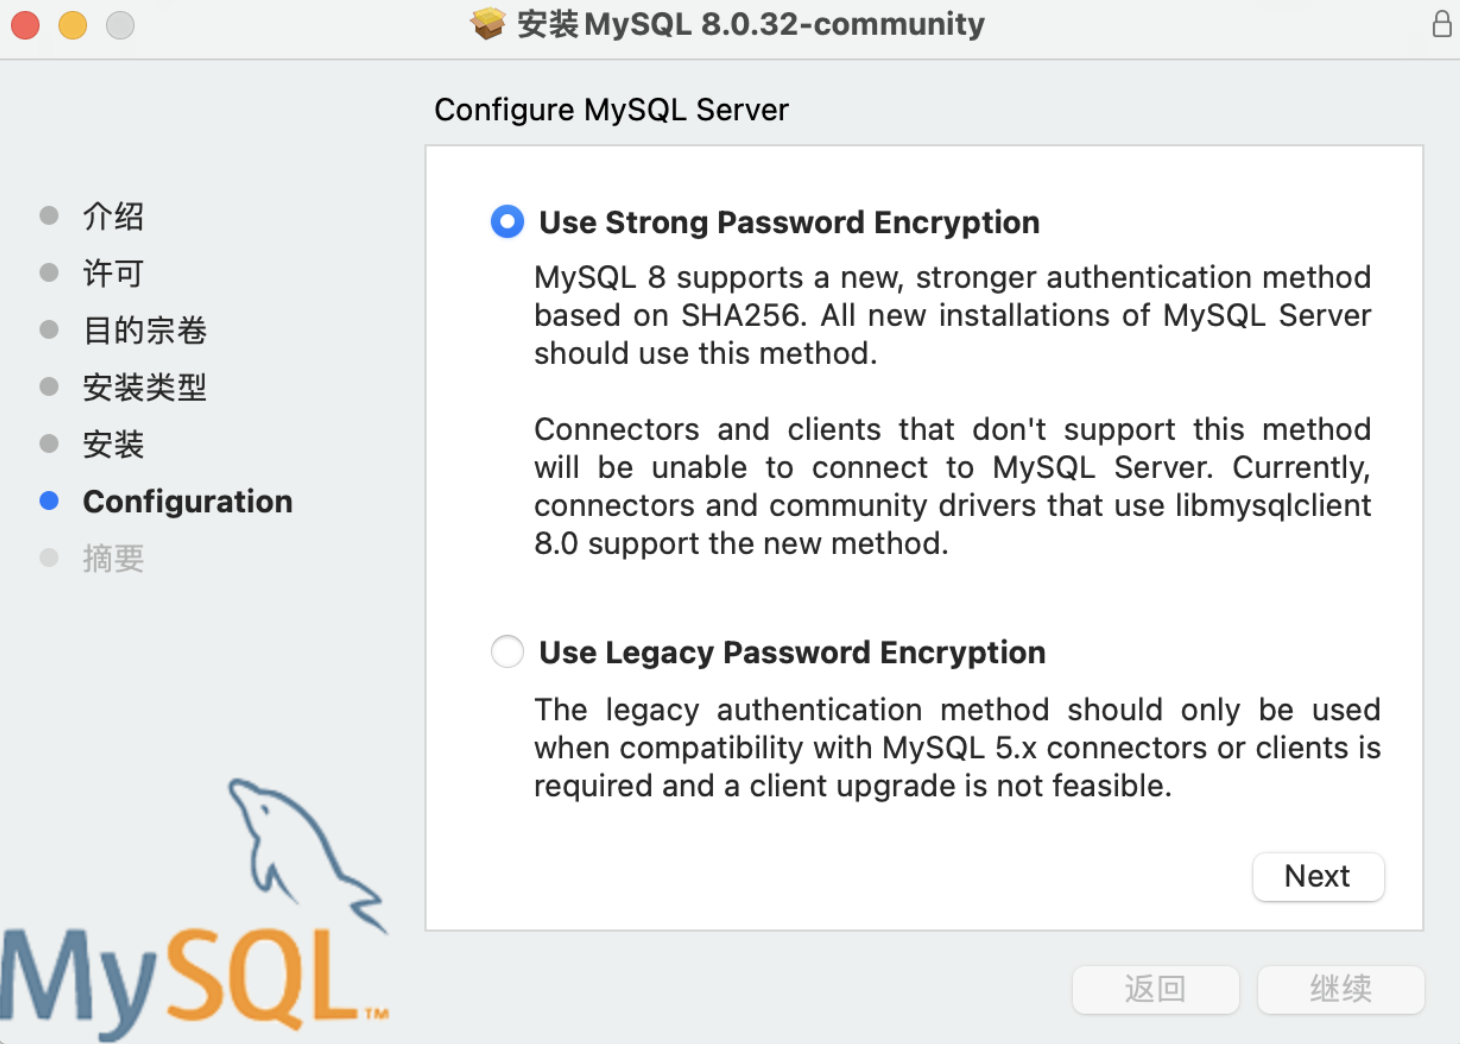 安装 MySQL 8.0.32-community
Configure MySQL Server
介绍
许可
目的宗卷
安装类型
安装
Configuration
摘要
Use Strong Password Encryption
MySQL 8 supports a new, stronger authentication method
based on SHA256. All new installations of MySQL Server
should use this method.
Connectors and clients that don't support this method
will be unable to connect to MySQL Server. Currently,
connectors and community drivers that use libmysqlclient
8.0 support the new method.
Use Legacy Password Encryption
The legacy authentication method should only be used
when compatibility with MySQL 5.x connectors or clients is
required and a client upgrade is not feasible.
Next
MySQL™
返回
继续